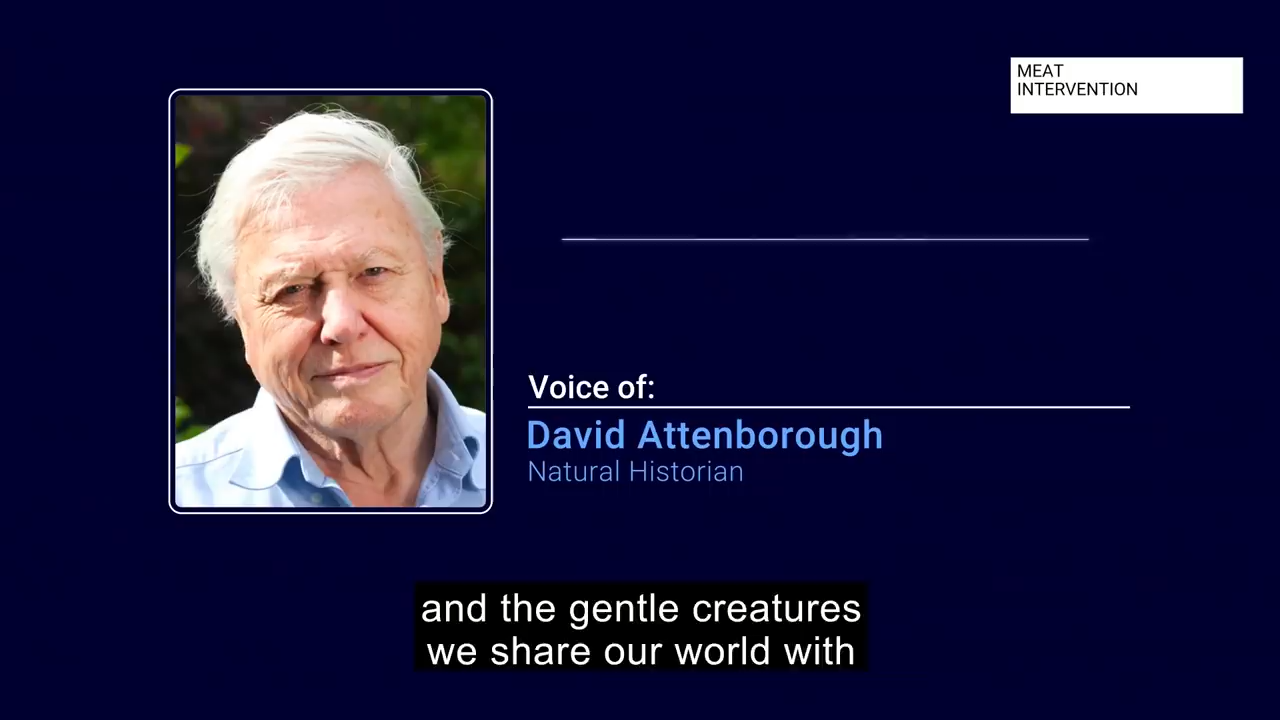 MEAT
INTERVENTION
Voice of:
David Attenborough
Natural Historian
and the gentle creatures
we share our world with